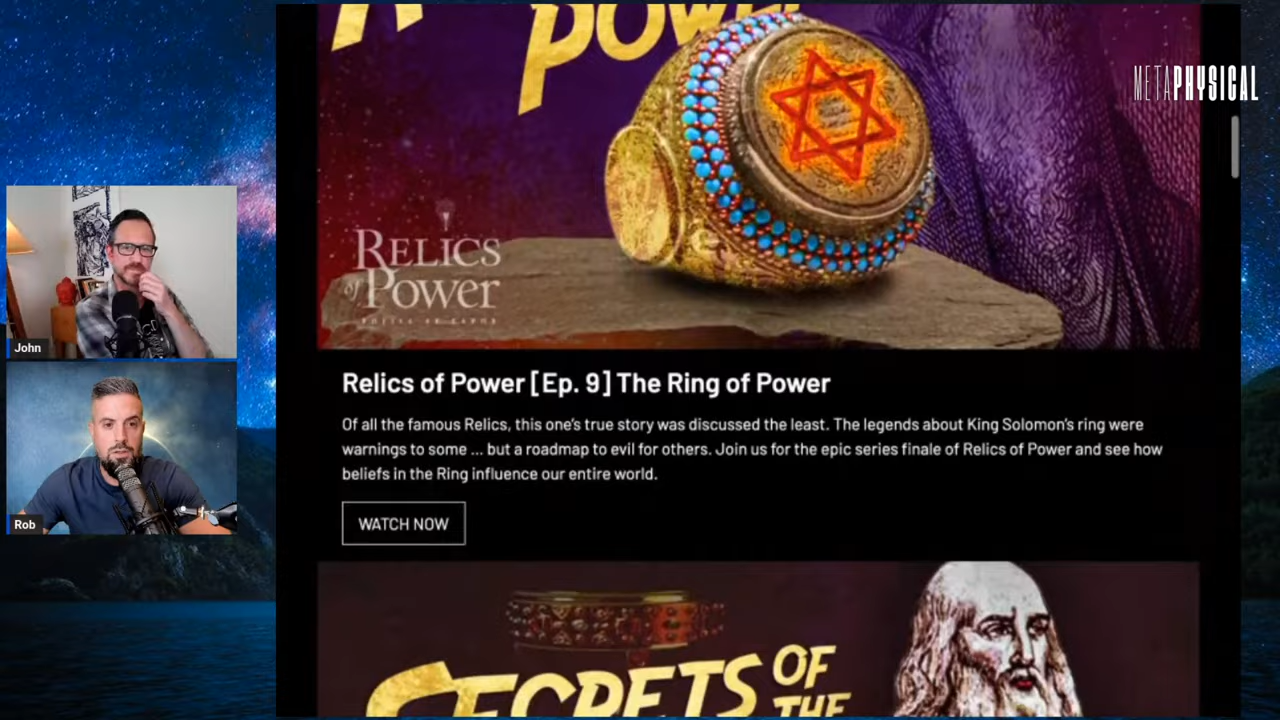 POWER
METAPHYSICAL
RELICS
of POWER
John
Rob
Relics of Power [Ep. 9] The Ring of Power
Of all the famous Relics, this one's true story was discussed the least. The legends about King Solomon's ring were
warnings to some ... but a roadmap to evil for others. Join us for the epic series finale of Relics of Power and see how
beliefs in the Ring influence our entire world.
WATCH NOW
SECRETS OF
THE